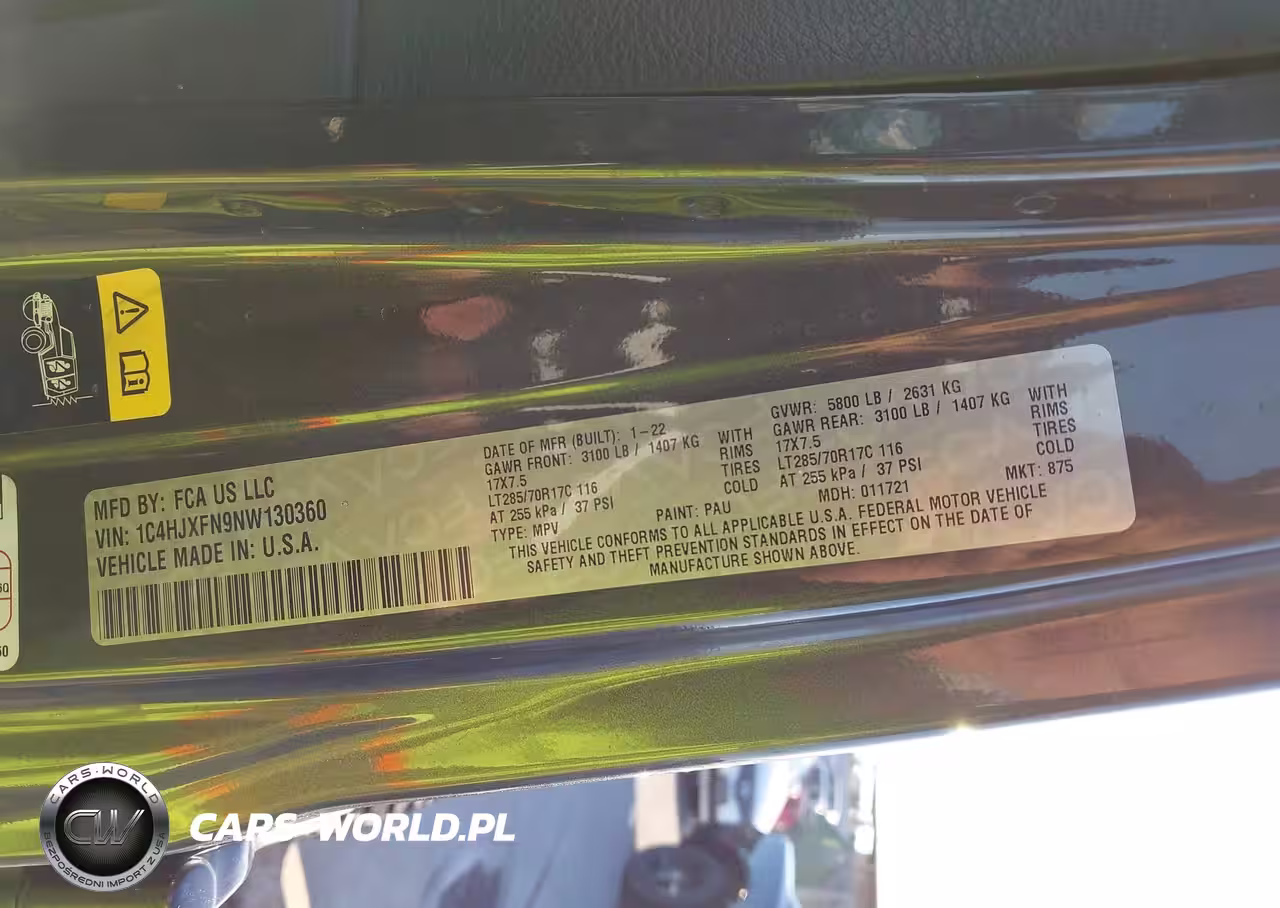 MFD BY: FCA US LLC
VIN: 1C4HJXFN9NW130360
VEHICLE MADE IN: U.S.A.
DATE OF MFR (BUILT): 1-22
GAWR FRONT: 3100 LB / 1407 KG WITH
17X7.5 RIMS
LT285/70R17C 116 TIRES
AT 255 kPa / 37 PSI COLD
TYPE: MPV
GVWR: 5800 LB / 2631 KG
GAWR REAR: 3100 LB / 1407 KG WITH
17X7.5 RIMS
LT285/70R17C 116 TIRES
AT 255 kPa / 37 PSI COLD
PAINT: PAU MDH: 011721 MKT: 875
THIS VEHICLE CONFORMS TO ALL APPLICABLE U.S.A. FEDERAL MOTOR VEHICLE
SAFETY AND THEFT PREVENTION STANDARDS IN EFFECT ON THE DATE OF
MANUFACTURE SHOWN ABOVE.
CARS-WORLD
CW
BEZPOŚREDNI IMPORT Z USA
CARS-WORLD.PL